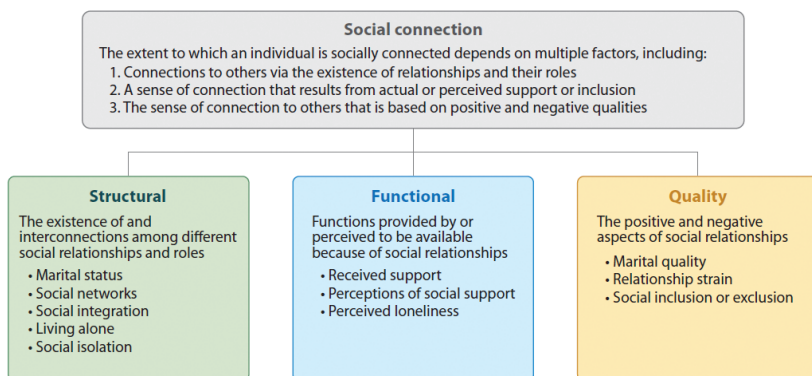 Social connection
The extent to which an individual is socially connected depends on multiple factors, including:
1. Connections to others via the existence of relationships and their roles
2. A sense of connection that results from actual or perceived support or inclusion
3. The sense of connection to others that is based on positive and negative qualities
Structural
The existence of and
interconnections among different
social relationships and roles
• Marital status
• Social networks
• Social integration
• Living alone
• Social isolation
Functional
Functions provided by or
perceived to be available
because of social relationships
• Received support
• Perceptions of social support
• Perceived loneliness
Quality
The positive and negative
aspects of social relationships
• Marital quality
• Relationship strain
• Social inclusion or exclusion